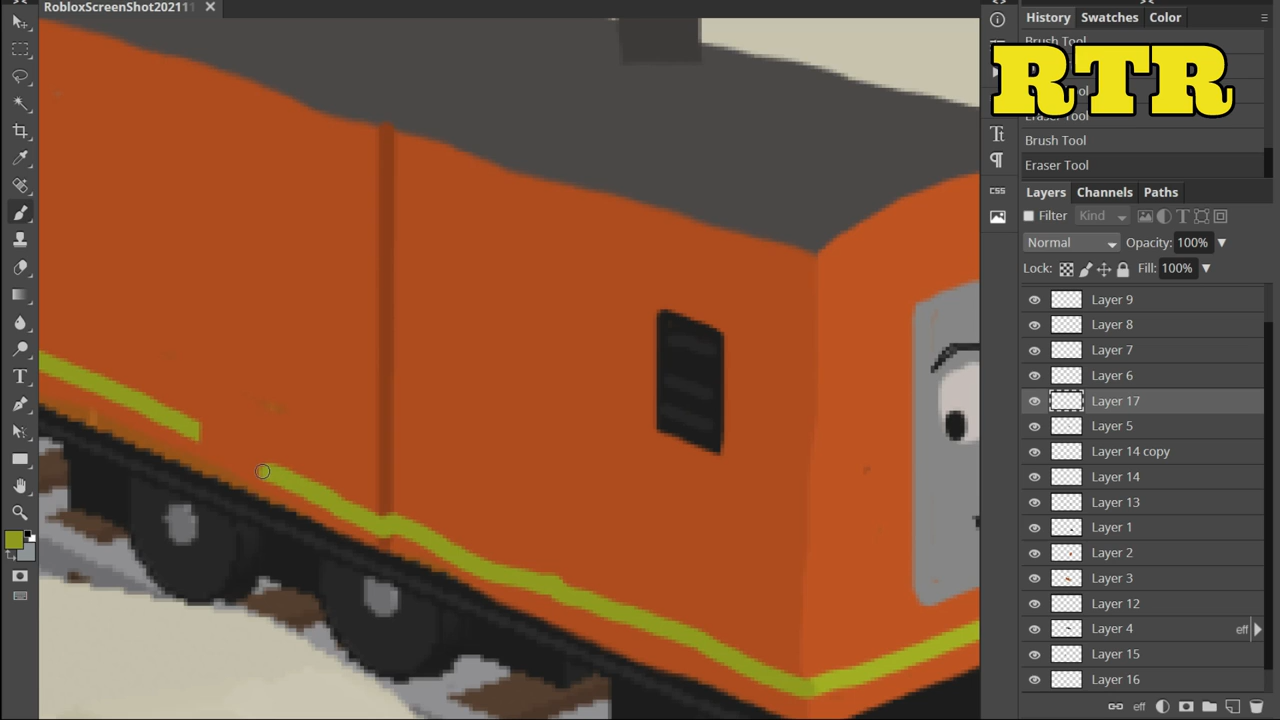 RobloxScreenShot20211
History
Swatches
Color
Brush Tool
RTR
Eraser Tool
Brush Tool
Eraser Tool
css
Layers
Channels
Paths
Filter
Kind
Normal
Opacity: 100%
Lock:
Fill: 100%
Layer 9
Layer 8
Layer 7
Layer 6
Layer 17
Layer 5
Layer 14 copy
Layer 14
Layer 13
Layer 1
Layer 2
Layer 3
Layer 12
Layer 4
eff
Layer 15
Layer 16
eff